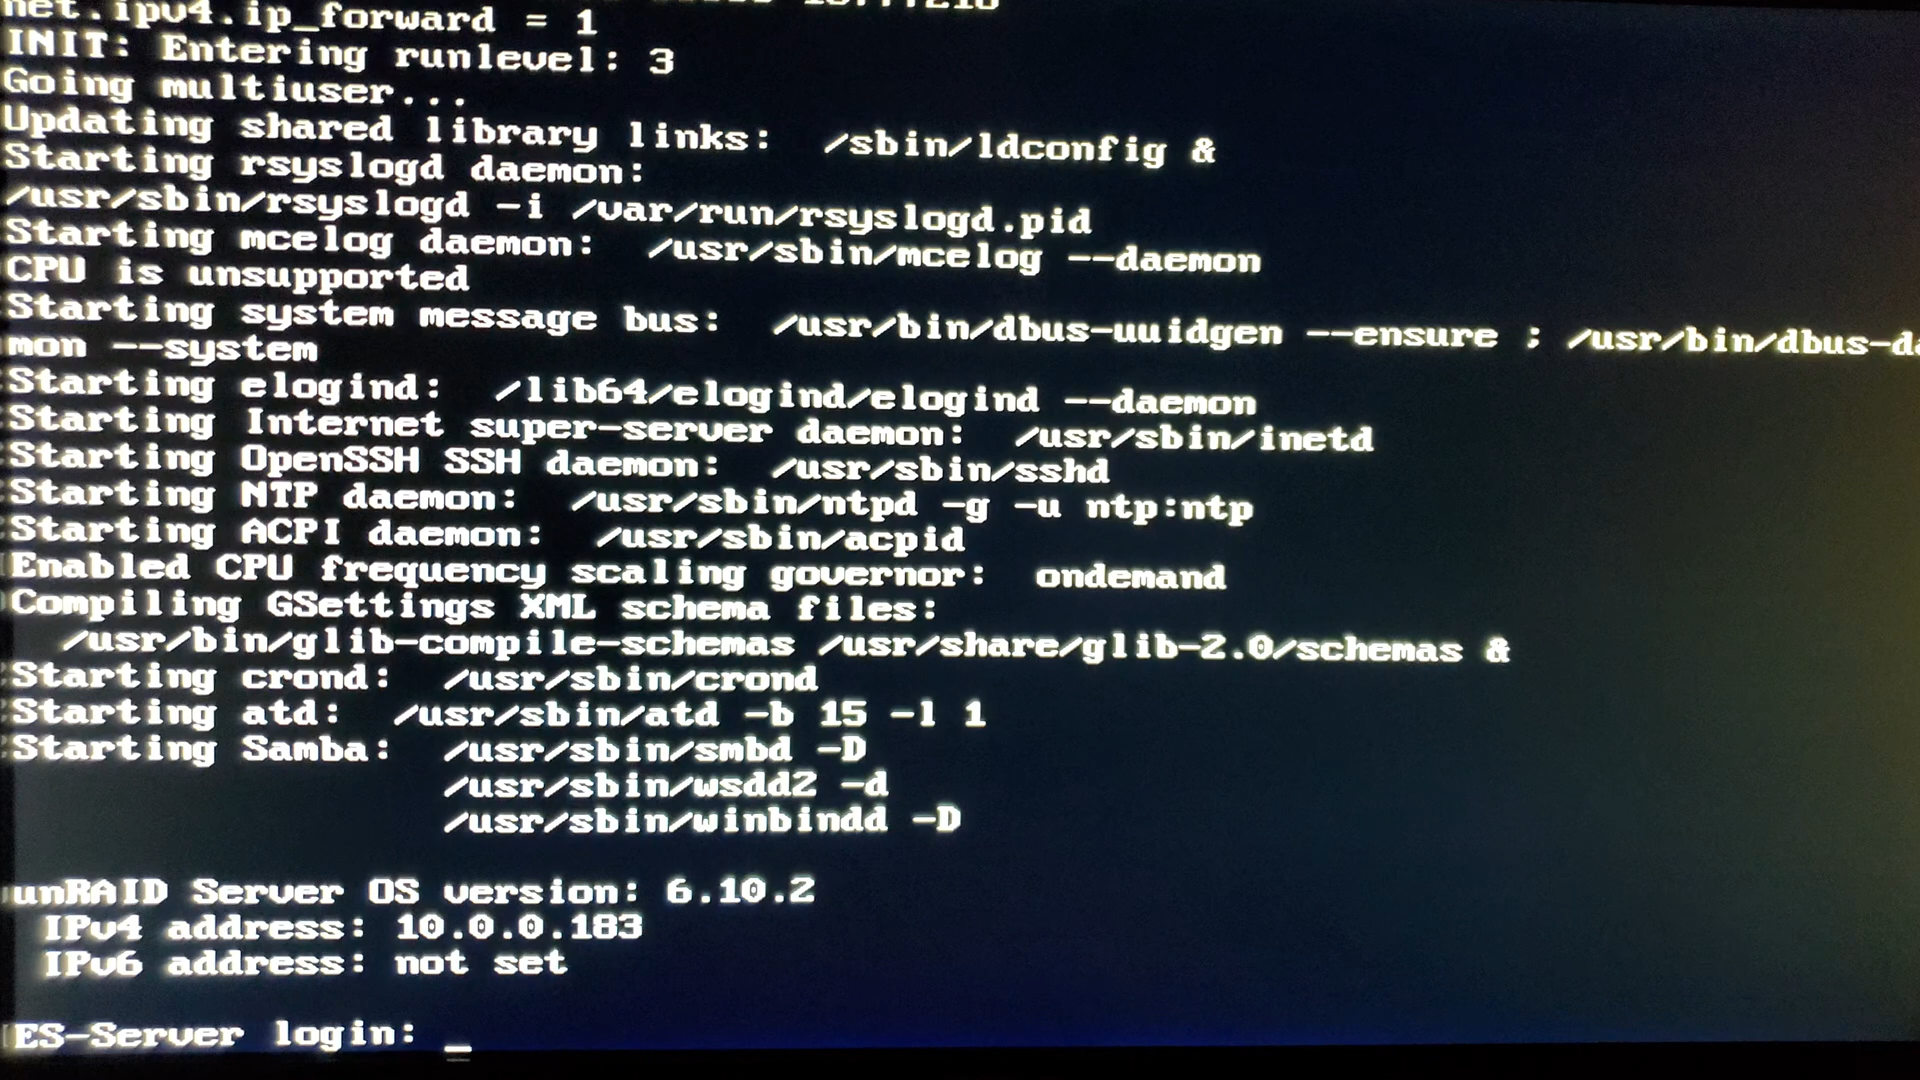 net.ipv4.ip_forward = 1
INIT: Entering runlevel: 3
Going multiuser...
Updating shared library links:  /sbin/ldconfig &
Starting rsyslogd daemon:
/usr/sbin/rsyslogd -i /var/run/rsyslogd.pid
Starting mcelog daemon:  /usr/sbin/mcelog --daemon
CPU is unsupported
Starting system message bus:  /usr/bin/dbus-uuidgen --ensure ; /usr/bin/dbus-da
mon --system
Starting elogind:  /lib64/elogind/elogind --daemon
Starting Internet super-server daemon:  /usr/sbin/inetd
Starting OpenSSH SSH daemon:  /usr/sbin/sshd
Starting NTP daemon:  /usr/sbin/ntpd -g -u ntp:ntp
Starting ACPI daemon:  /usr/sbin/acpid
Enabled CPU frequency scaling governor:  ondemand
Compiling GSettings XML schema files:
/usr/bin/glib-compile-schemas /usr/share/glib-2.0/schemas &
Starting crond:  /usr/sbin/crond
Starting atd:  /usr/sbin/atd -b 15 -l 1
Starting Samba:  /usr/sbin/smbd -D
/usr/sbin/wsdd2 -d
/usr/sbin/winbindd -D
unRAID Server OS version: 6.10.2
IPv4 address: 10.0.0.183
IPv6 address: not set
ES-Server login: _